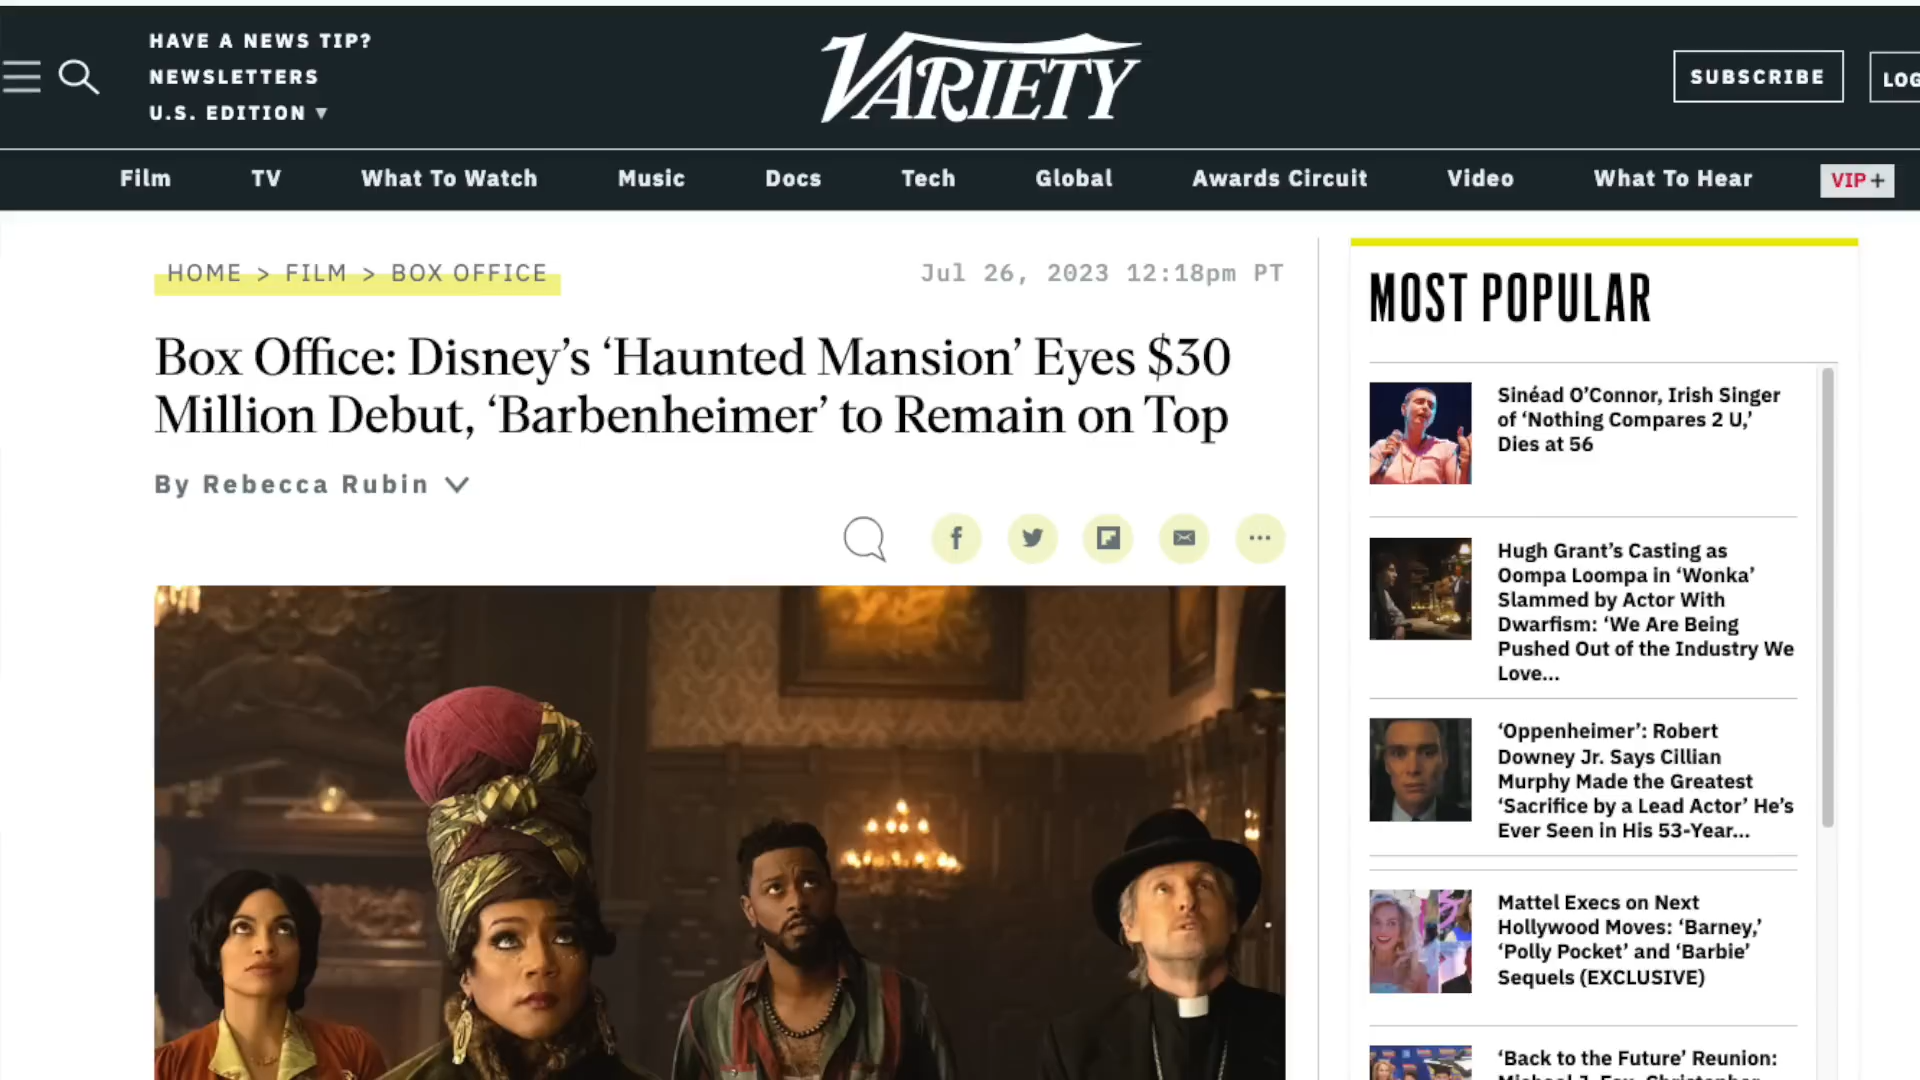 HAVE A NEWS TIP?
NEWSLETTERS
U.S. EDITION ▼
VARIETY
SUBSCRIBE
LOG
Film TV What To Watch Music Docs Tech Global Awards Circuit Video What To Hear VIP+
HOME > FILM > BOX OFFICE
Jul 26, 2023 12:18pm PT
Box Office: Disney’s ‘Haunted Mansion’ Eyes $30
Million Debut, ‘Barbenheimer’ to Remain on Top
By Rebecca Rubin
MOST POPULAR
Sinéad O’Connor, Irish Singer
of ‘Nothing Compares 2 U,’
Dies at 56
Hugh Grant’s Casting as
Oompa Loompa in ‘Wonka’
Slammed by Actor With
Dwarfism: ‘We Are Being
Pushed Out of the Industry We
Love...
‘Oppenheimer’: Robert
Downey Jr. Says Cillian
Murphy Made the Greatest
‘Sacrifice by a Lead Actor’ He’s
Ever Seen in His 53-Year...
Mattel Execs on Next
Hollywood Moves: ‘Barney,’
‘Polly Pocket’ and ‘Barbie’
Sequels (EXCLUSIVE)
‘Back to the Future’ Reunion:
Michael J. Fox, Christopher